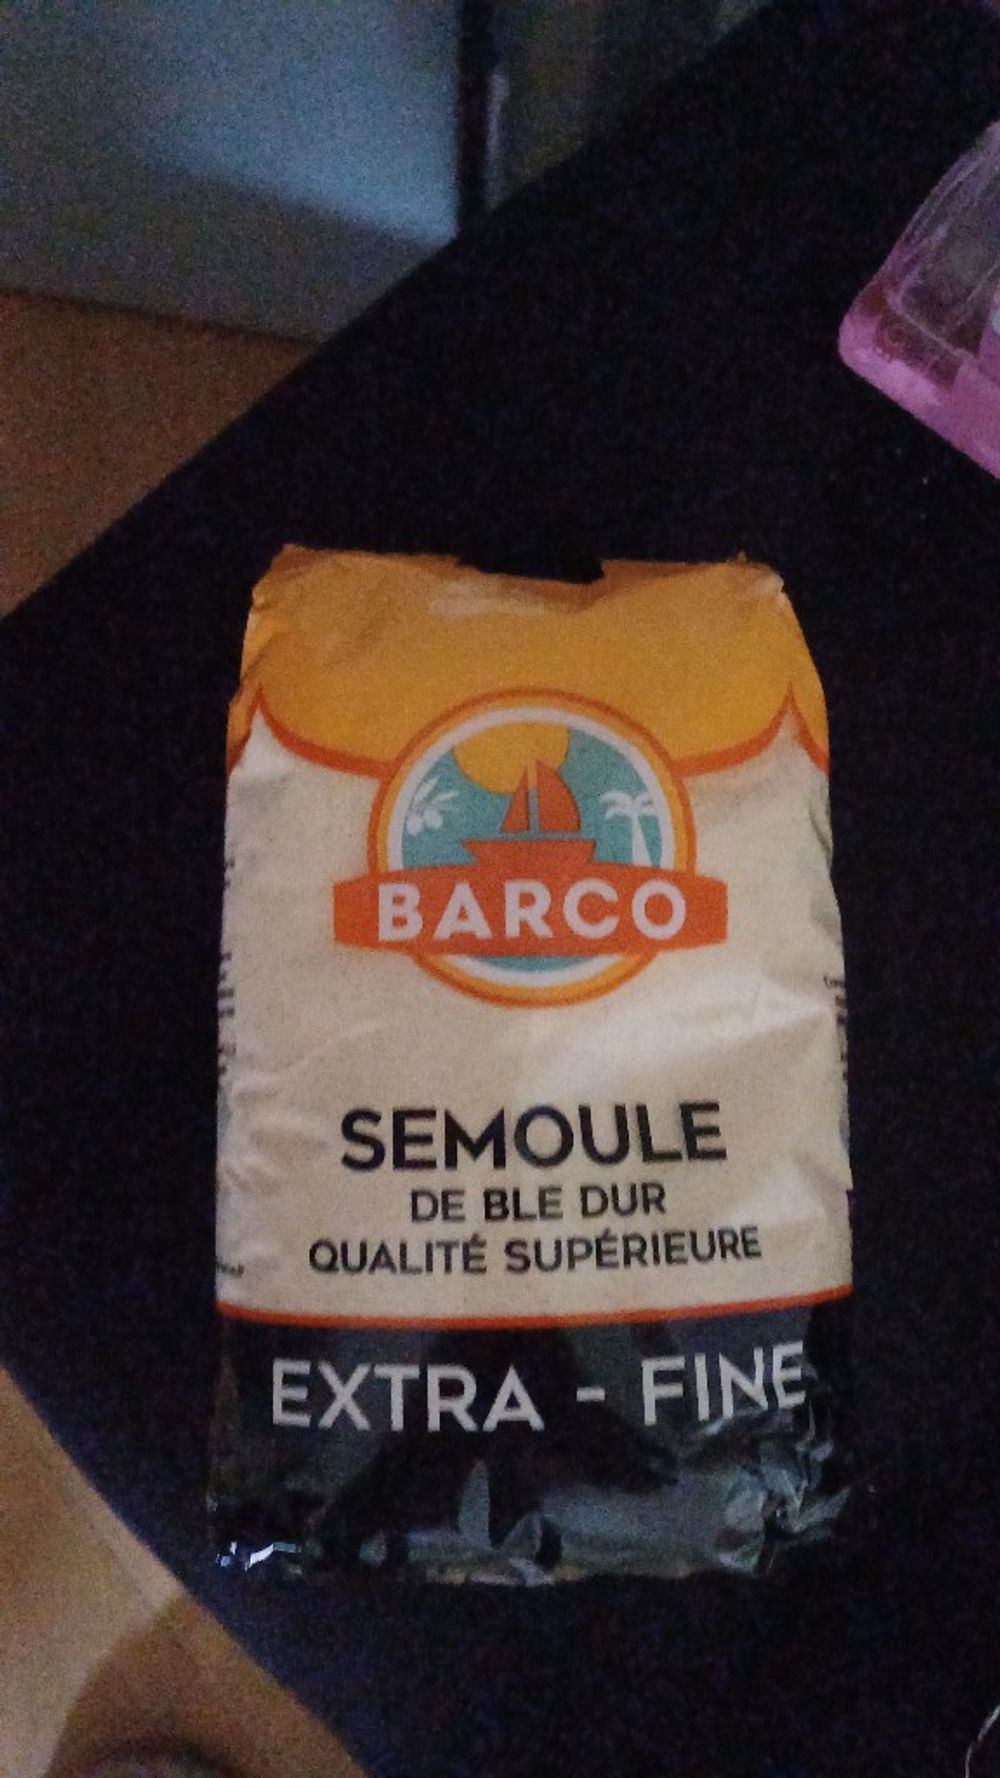 BARCO
SEMOULE
DE BLE DUR
QUALITÉ SUPÉRIEURE
EXTRA - FINE